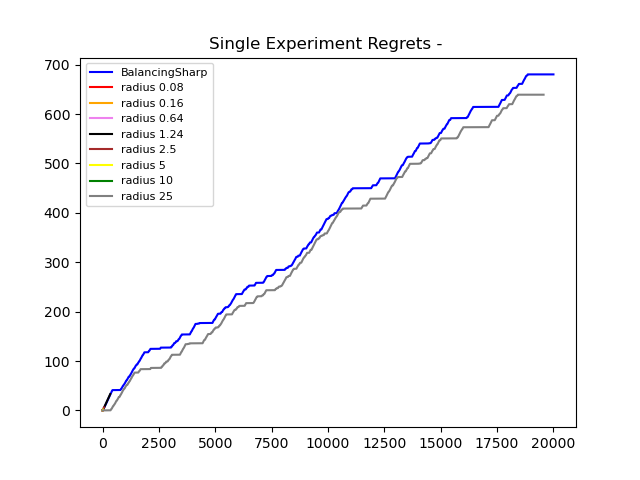 Single Experiment Regrets -
700
600
500
400
300
200
100
0
BalancingSharp
radius 0.08
radius 0.16
radius 0.64
radius 1.24
radius 2.5
radius 5
radius 10
radius 25
0 2500 5000 7500 10000 12500 15000 17500 20000